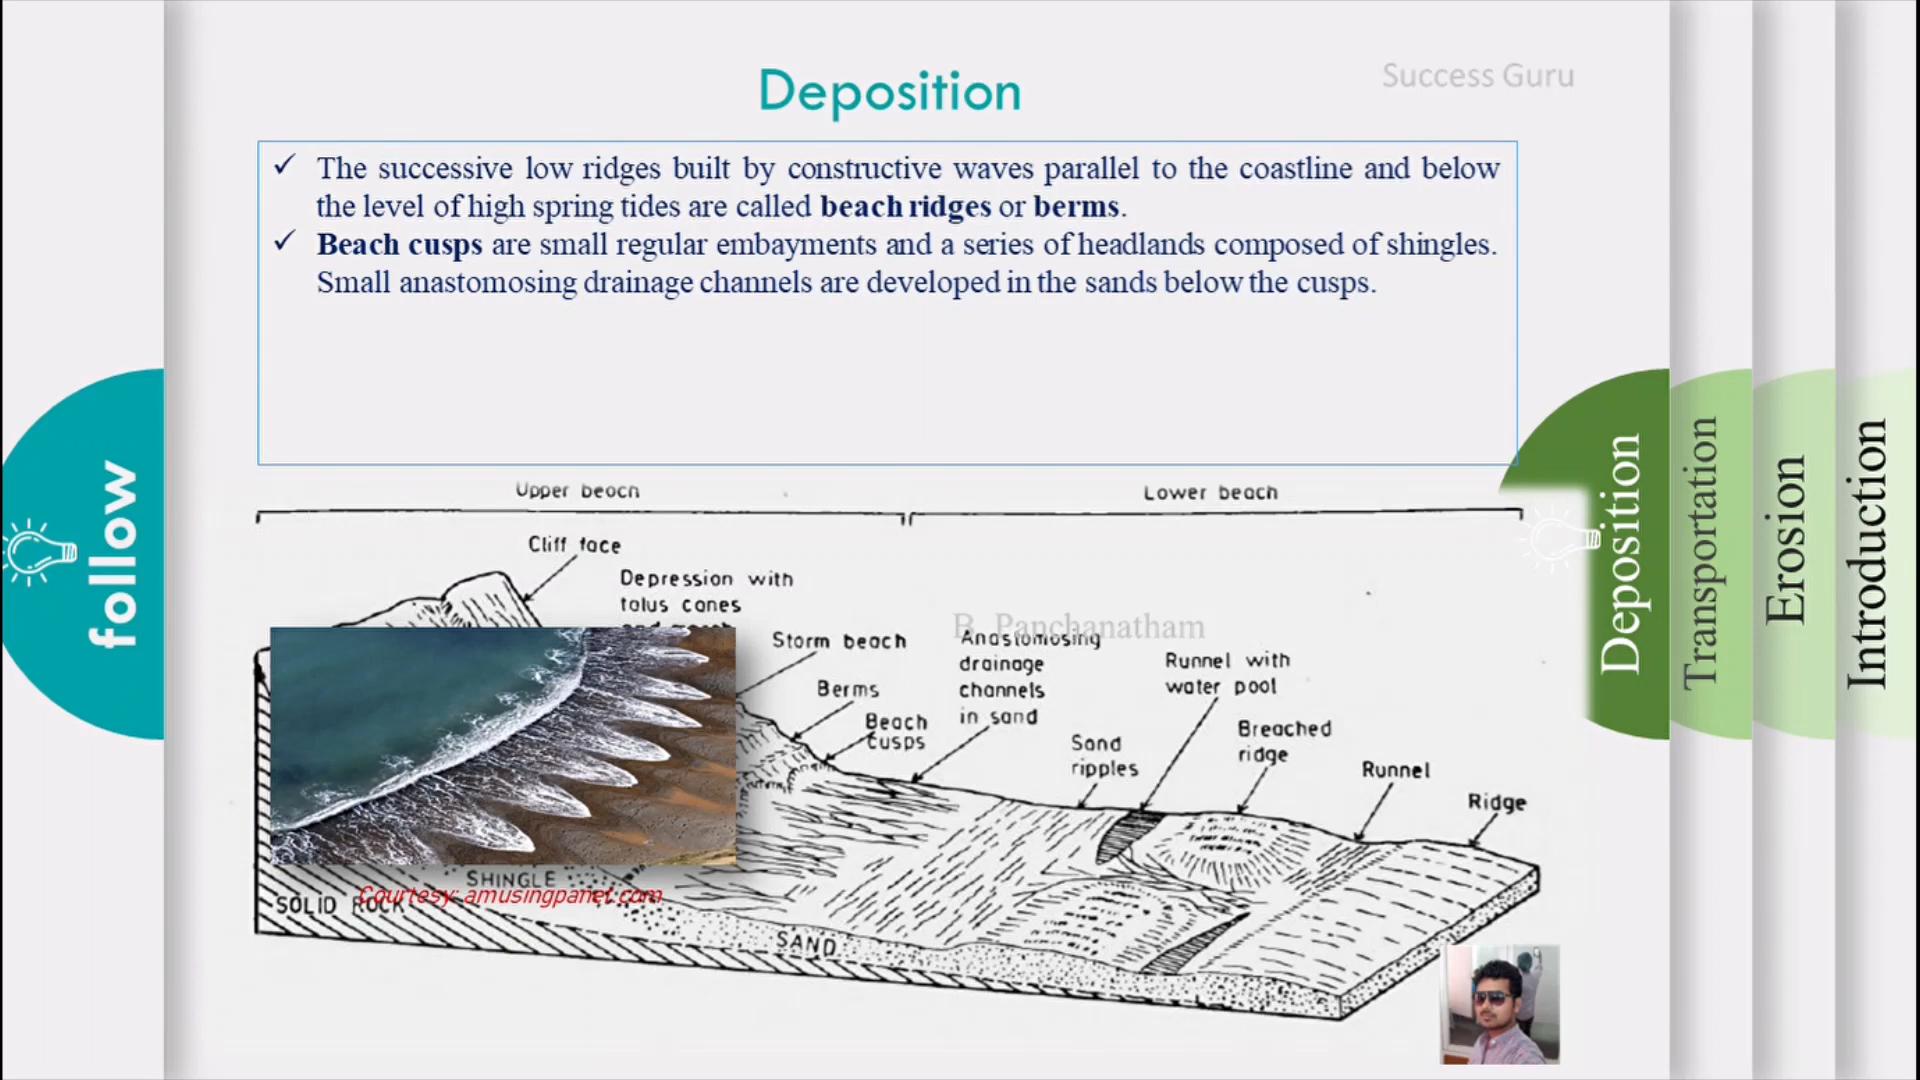 Success Guru
Deposition
✓ The successive low ridges built by constructive waves parallel to the coastline and below
the level of high spring tides are called beach ridges or berms.
✓ Beach cusps are small regular embayments and a series of headlands composed of shingles.
Small anastomosing drainage channels are developed in the sands below the cusps.
follow
Deposition
Transportation
Erosion
Introduction
Upper beach
Lower beach
Cliff face
Depression with
talus cones
B. Panchanatham
Storm beach
Berms
Beach
cusps
Anastomosing
drainage
channels
in sand
Runnel with
water pool
Sand
ripples
Breached
ridge
Runnel
Ridge
SHINGLE
Courtesy: amusingpanet.com
SOLID ROCK
SAND